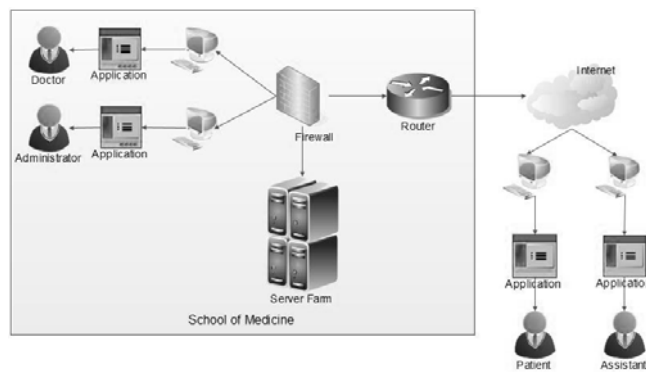 Doctor
Application
Administrator
Application
Firewall
Router
Internet
Server Farm
School of Medicine
Application
Application
Patient
Assistant